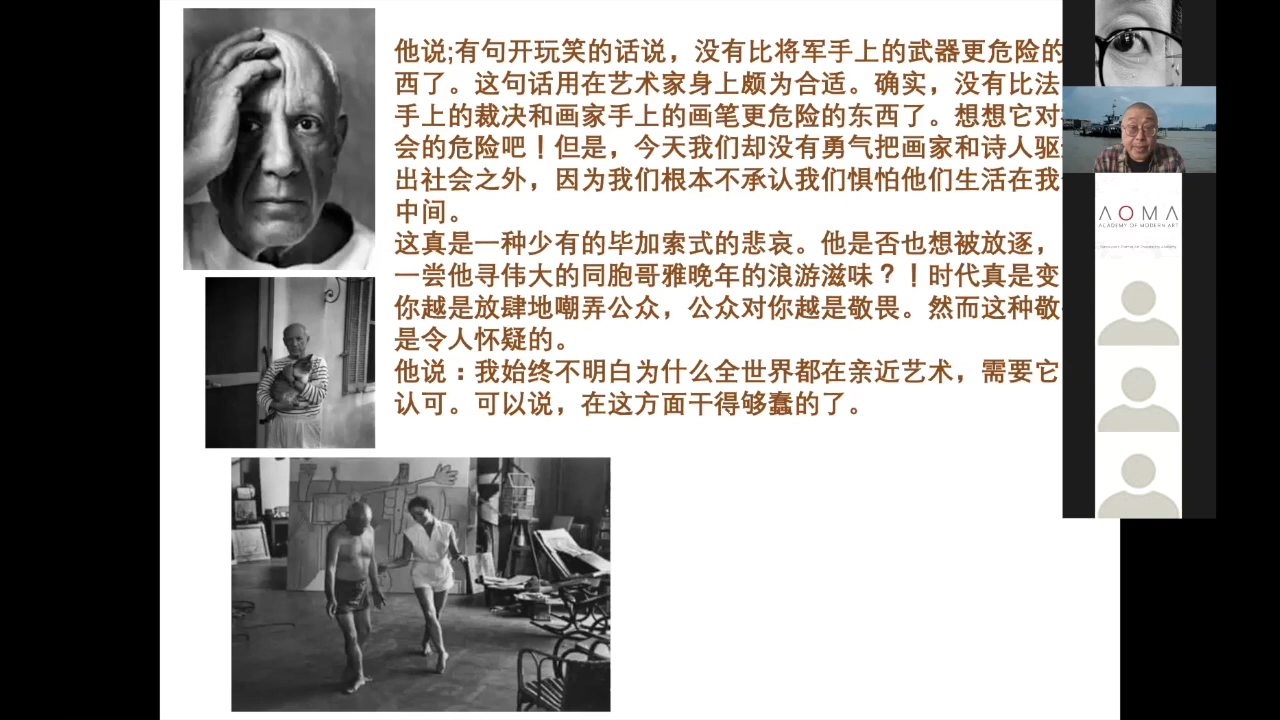 他说;有句开玩笑的话说，没有比将军手上的武器更危险的
西了。这句话用在艺术家身上颇为合适。确实，没有比法
手上的裁决和画家手上的画笔更危险的东西了。想想它对
会的危险吧！但是，今天我们却没有勇气把画家和诗人驱
出社会之外，因为我们根本不承认我们惧怕他们生活在我
中间。
这真是一种少有的毕加索式的悲哀。他是否也想被放逐，
一尝他寻伟大的同胞哥雅晚年的浪游滋味？！时代真是变
你越是放肆地嘲弄公众，公众对你越是敬畏。然而这种敬
是令人怀疑的。
他说：我始终不明白为什么全世界都在亲近艺术，需要它
认可。可以说，在这方面干得够蠢的了。
AOMA
ACADEMY OF MODERN ART